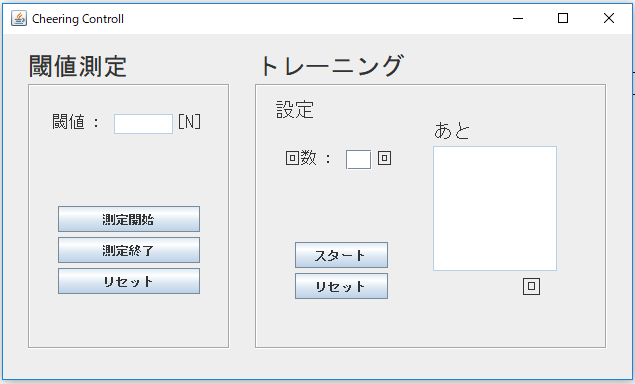 Cheering Controll
閾値測定
閾値 : [N]
測定開始
測定終了
リセット
トレーニング
設定
回数 : 回
スタート
リセット
あと
回